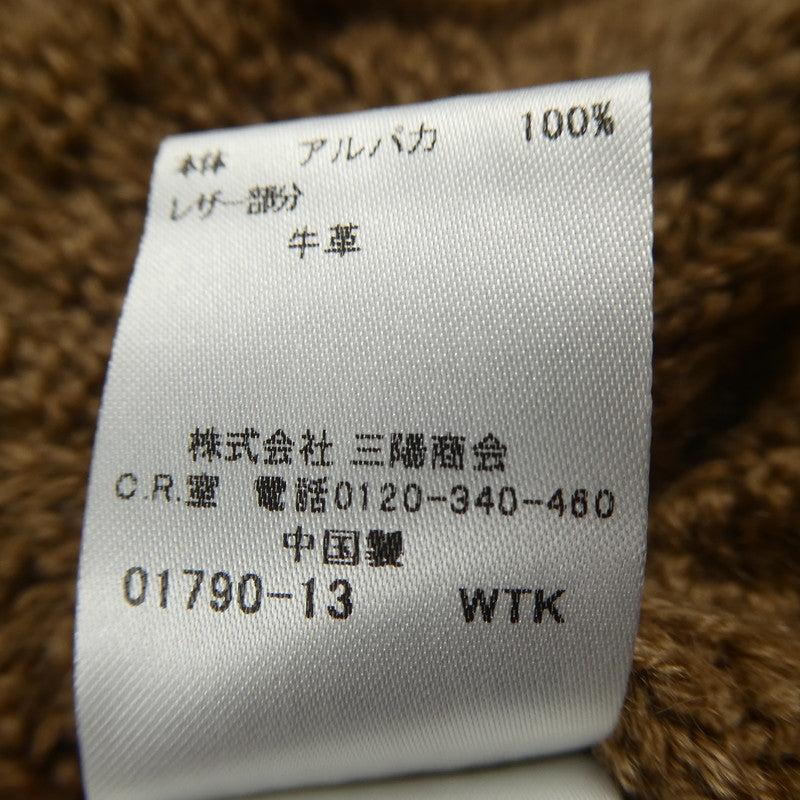 本体 アルパカ 100%
レザー部分
牛革
株式会社 三陽商会
C.R.室 電話0120-340-460
中国製
01790-13 WTK